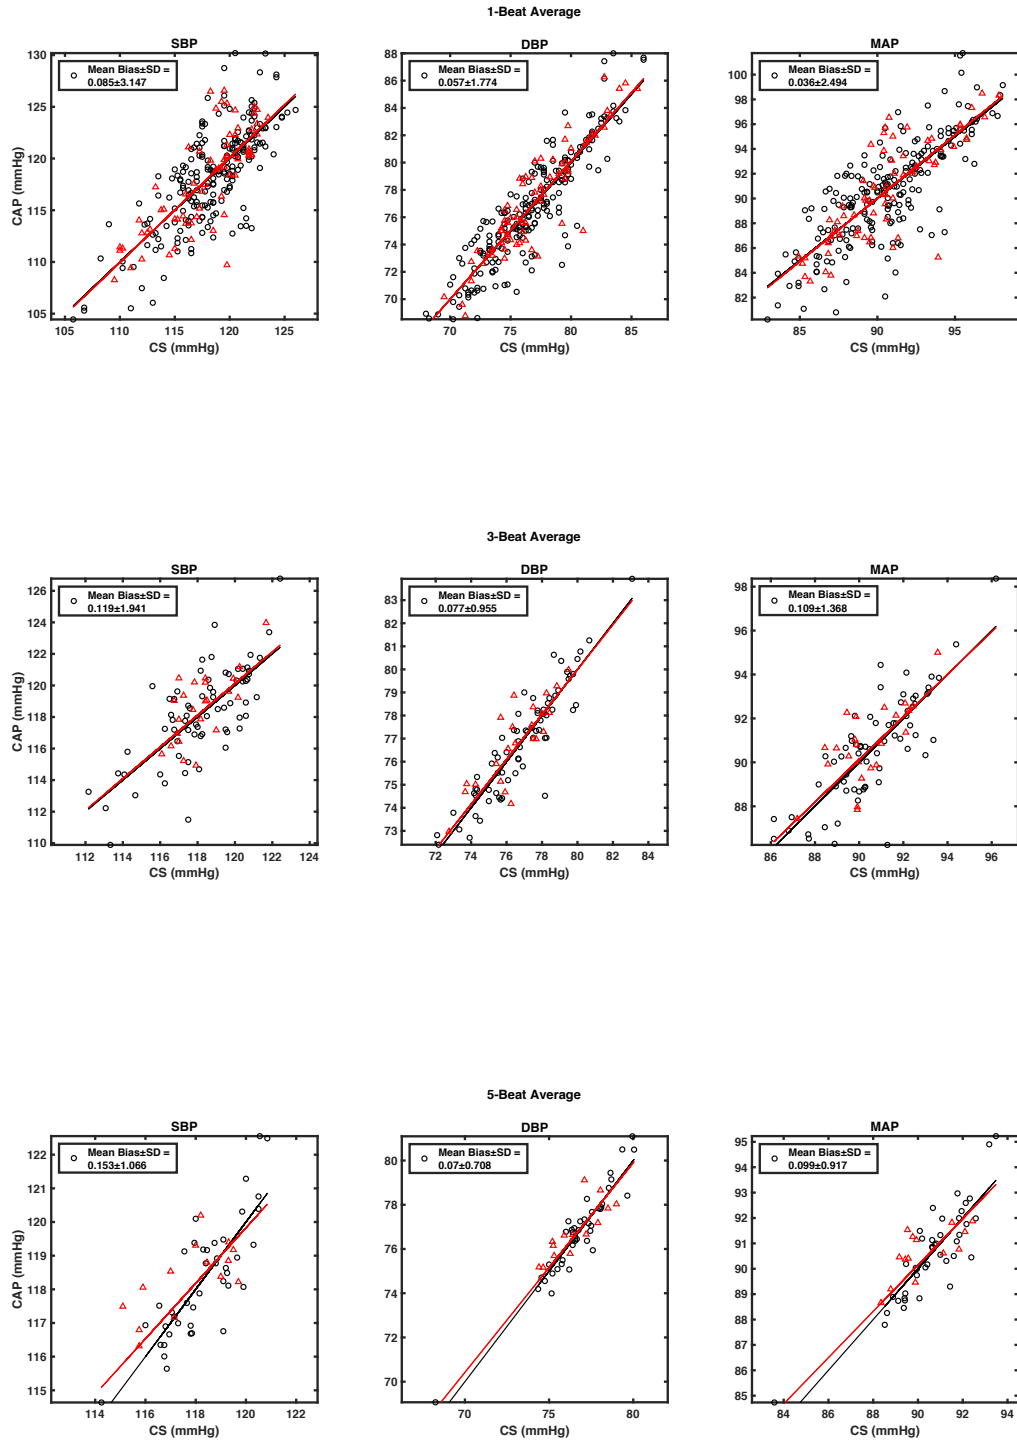 1-Beat Average
SBP
Mean Bias±SD =
0.085±3.147
130
125
120
115
110
105
CAP (mmHg)
105 110 115 120 125
CS (mmHg)
DBP
Mean Bias±SD =
0.057±1.774
88
86
84
82
80
78
76
74
72
70
70 75 80 85
CS (mmHg)
MAP
Mean Bias±SD =
0.036±2.494
100
98
96
94
92
90
88
86
84
82
85 90 95
CS (mmHg)
3-Beat Average
SBP
Mean Bias±SD =
0.119±1.941
126
124
122
120
118
116
114
112
110
CAP (mmHg)
112 114 116 118 120 122 124
CS (mmHg)
DBP
Mean Bias±SD =
0.077±0.955
83
82
81
80
79
78
77
76
75
74
73
72 74 76 78 80 82 84
CS (mmHg)
MAP
Mean Bias±SD =
0.109±1.368
98
96
94
92
90
88
86 88 90 92 94 96
CS (mmHg)
5-Beat Average
SBP
Mean Bias±SD =
0.153±1.066
122
121
120
119
118
117
116
115
CAP (mmHg)
114 116 118 120 122
CS (mmHg)
DBP
Mean Bias±SD =
0.07±0.708
80
78
76
74
72
70
70 75 80
CS (mmHg)
MAP
Mean Bias±SD =
0.099±0.917
95
94
93
92
91
90
89
88
87
86
85
84 86 88 90 92 94
CS (mmHg)